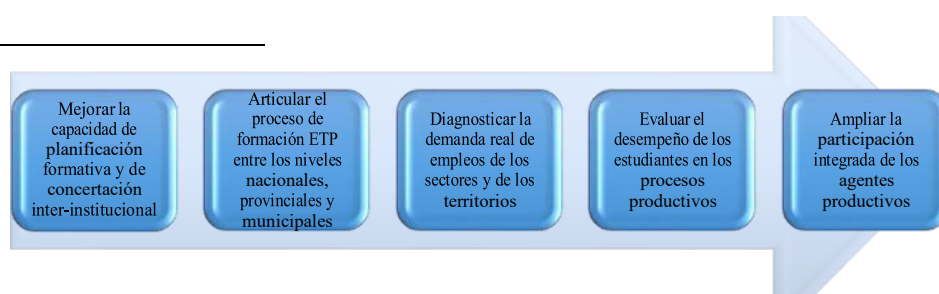 Mejorar la
capacidad de
planificación
formativa y de
concertación
inter-institucional
Articular el
proceso de
formación ETP
entre los niveles
nacionales,
provinciales y
municipales
Diagnosticar la
demanda real de
empleos de los
sectores y de los
territorios
Evaluar el
desempeño de los
estudiantes en los
procesos
productivos
Ampliar la
participación
integrada de los
agentes
productivos